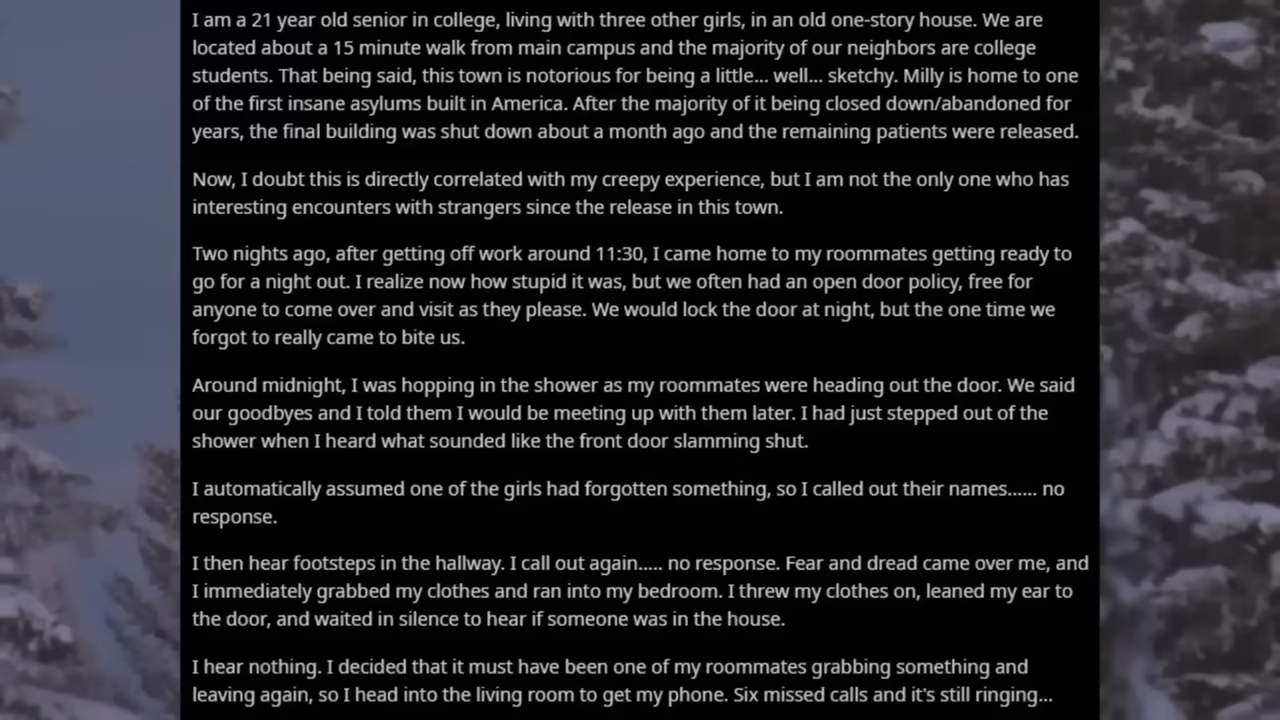 I am a 21 year old senior in college, living with three other girls, in an old one-story house. We are
located about a 15 minute walk from main campus and the majority of our neighbors are college
students. That being said, this town is notorious for being a little... well... sketchy. Milly is home to one
of the first insane asylums built in America. After the majority of it being closed down/abandoned for
years, the final building was shut down about a month ago and the remaining patients were released.
Now, I doubt this is directly correlated with my creepy experience, but I am not the only one who has
interesting encounters with strangers since the release in this town.
Two nights ago, after getting off work around 11:30, I came home to my roommates getting ready to
go for a night out. I realize now how stupid it was, but we often had an open door policy, free for
anyone to come over and visit as they please. We would lock the door at night, but the one time we
forgot to really came to bite us.
Around midnight, I was hopping in the shower as my roommates were heading out the door. We said
our goodbyes and I told them I would be meeting up with them later. I had just stepped out of the
shower when I heard what sounded like the front door slamming shut.
I automatically assumed one of the girls had forgotten something, so I called out their names...... no
response.
I then hear footsteps in the hallway. I call out again..... no response. Fear and dread came over me, and
I immediately grabbed my clothes and ran into my bedroom. I threw my clothes on, leaned my ear to
the door, and waited in silence to hear if someone was in the house.
I hear nothing. I decided that it must have been one of my roommates grabbing something and
leaving again, so I head into the living room to get my phone. Six missed calls and it's still ringing...